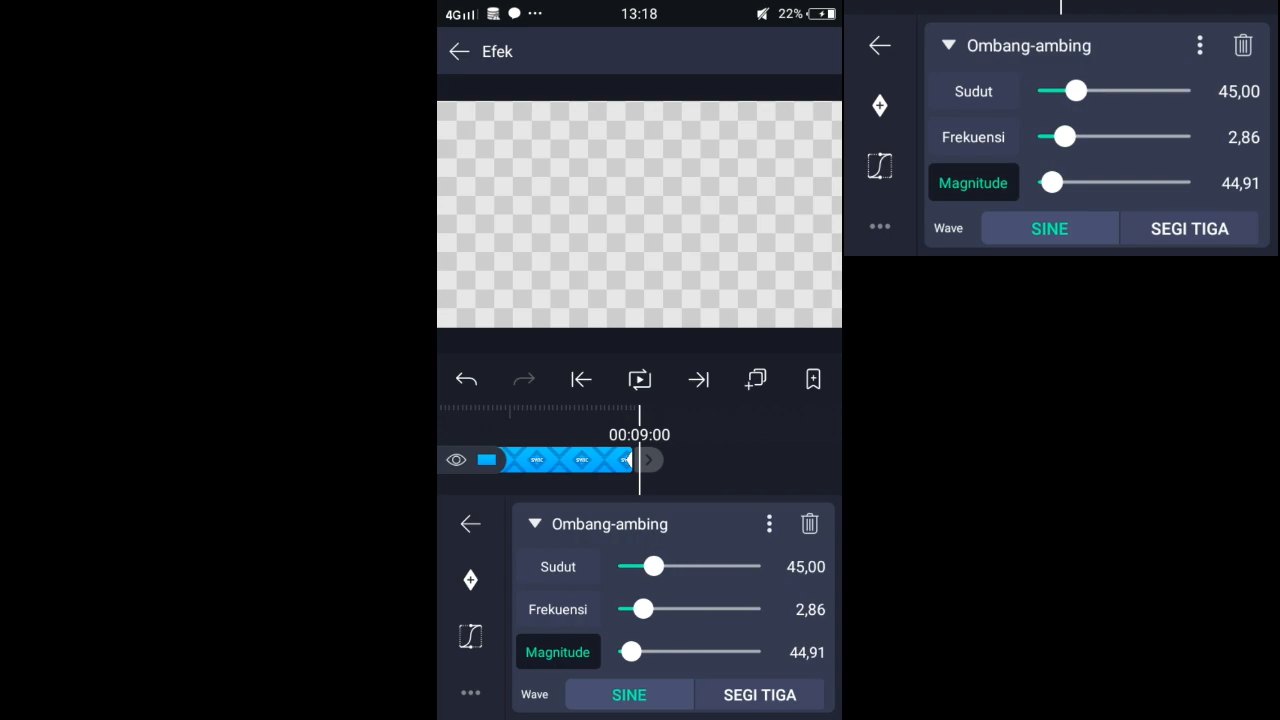 4G 13:18 22%
Efek
00:09:00
Ombang-ambing
Sudut 45,00
Frekuensi 2,86
Magnitude 44,91
Wave SINE SEGI TIGA
Ombang-ambing
Sudut 45,00
Frekuensi 2,86
Magnitude 44,91
Wave SINE SEGI TIGA